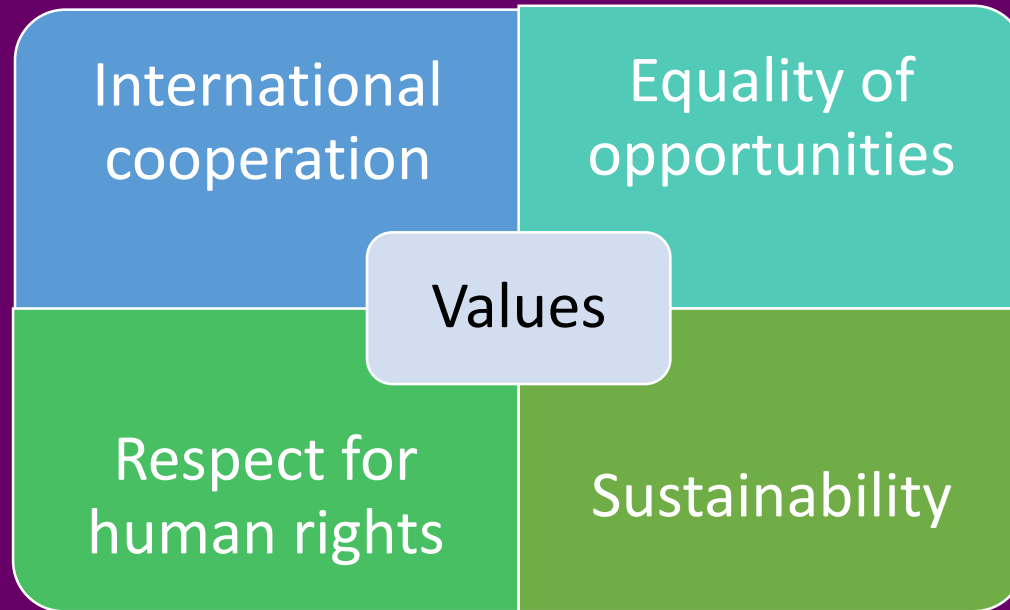 International
cooperation
Equality of
opportunities
Values
Respect for
human rights
Sustainability